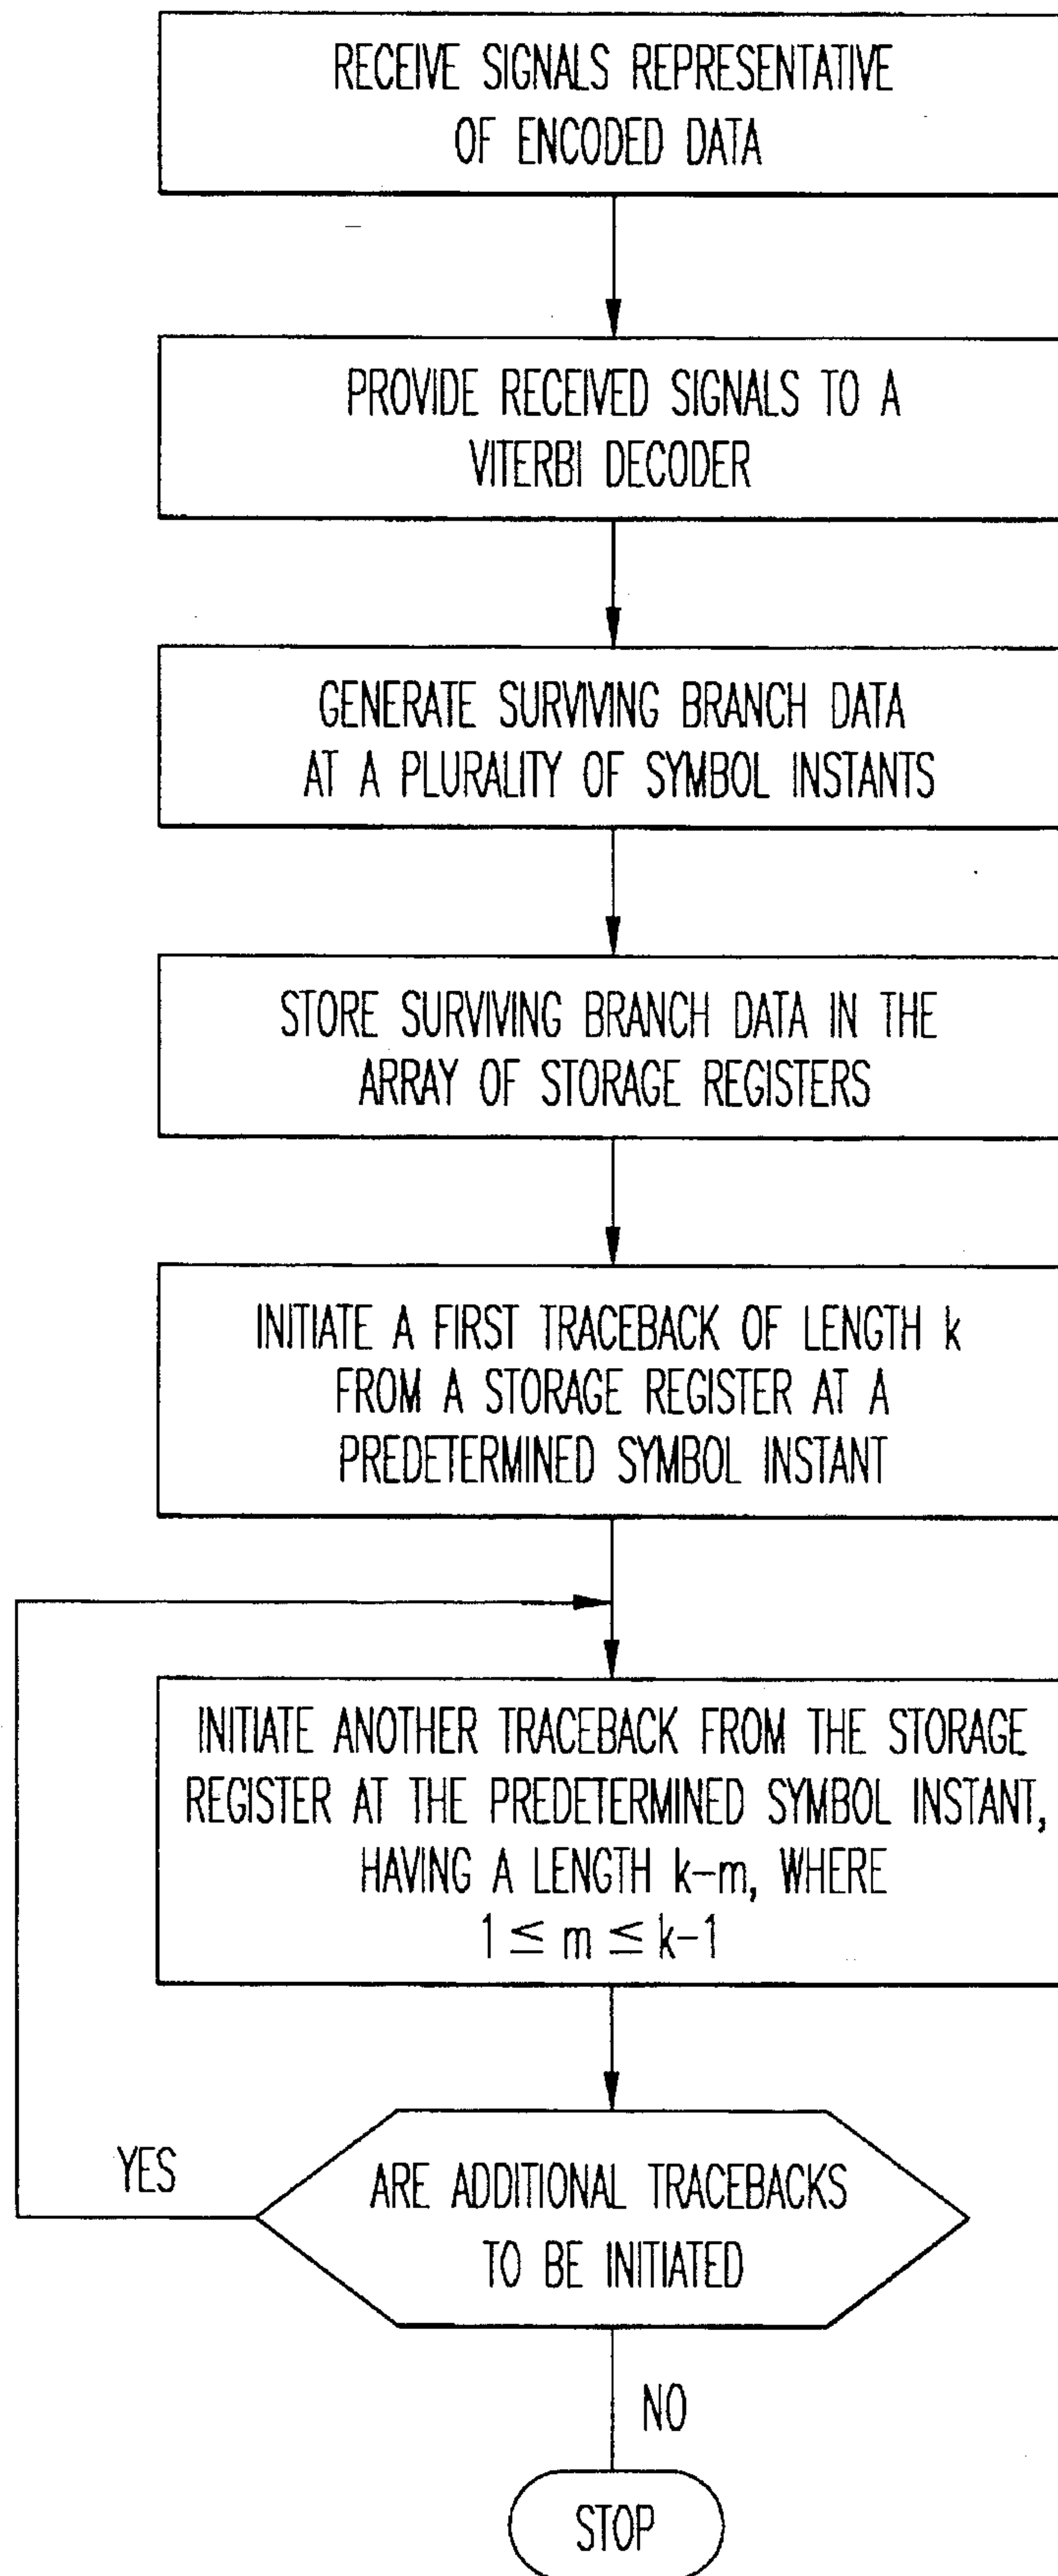 RECEIVE SIGNALS REPRESENTATIVE
OF ENCODED DATA
PROVIDE RECEIVED SIGNALS TO A
VITERBI DECODER
GENERATE SURVIVING BRANCH DATA
AT A PLURALITY OF SYMBOL INSTANTS
STORE SURVIVING BRANCH DATA IN THE
ARRAY OF STORAGE REGISTERS
INITIATE A FIRST TRACEBACK OF LENGTH k
FROM A STORAGE REGISTER AT A
PREDETERMINED SYMBOL INSTANT
INITIATE ANOTHER TRACEBACK FROM THE STORAGE
REGISTER AT THE PREDETERMINED SYMBOL INSTANT,
HAVING A LENGTH k-m, WHERE
1 ≤ m ≤ k-1
YES
ARE ADDITIONAL TRACEBACKS
TO BE INITIATED
NO
STOP